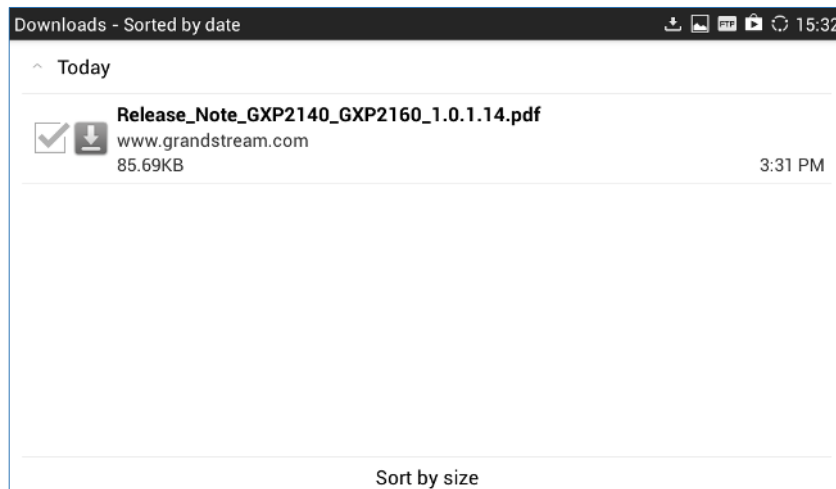 Downloads - Sorted by date
FTP
15:32
Today
Release_Note_GXP2140_GXP2160_1.0.1.14.pdf
www.grandstream.com
85.69KB
3:31 PM
Sort by size